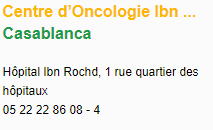 Centre d’Oncologie Ibn ...
Casablanca
Hôpital Ibn Rochd, 1 rue quartier des
hôpitaux
05 22 22 86 08 - 4